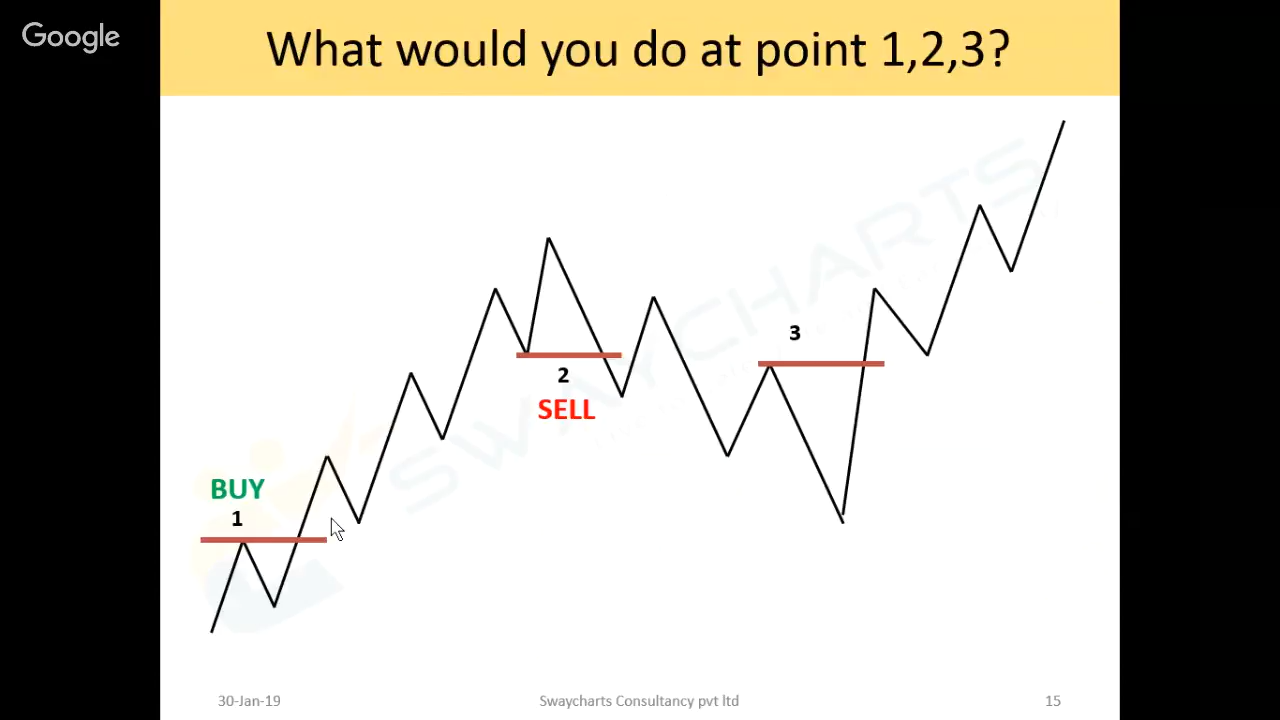 Google
What would you do at point 1,2,3?
SWAYCHARTS
3
2
SELL
BUY
1
30-Jan-19
Swaycharts Consultancy pvt ltd
15